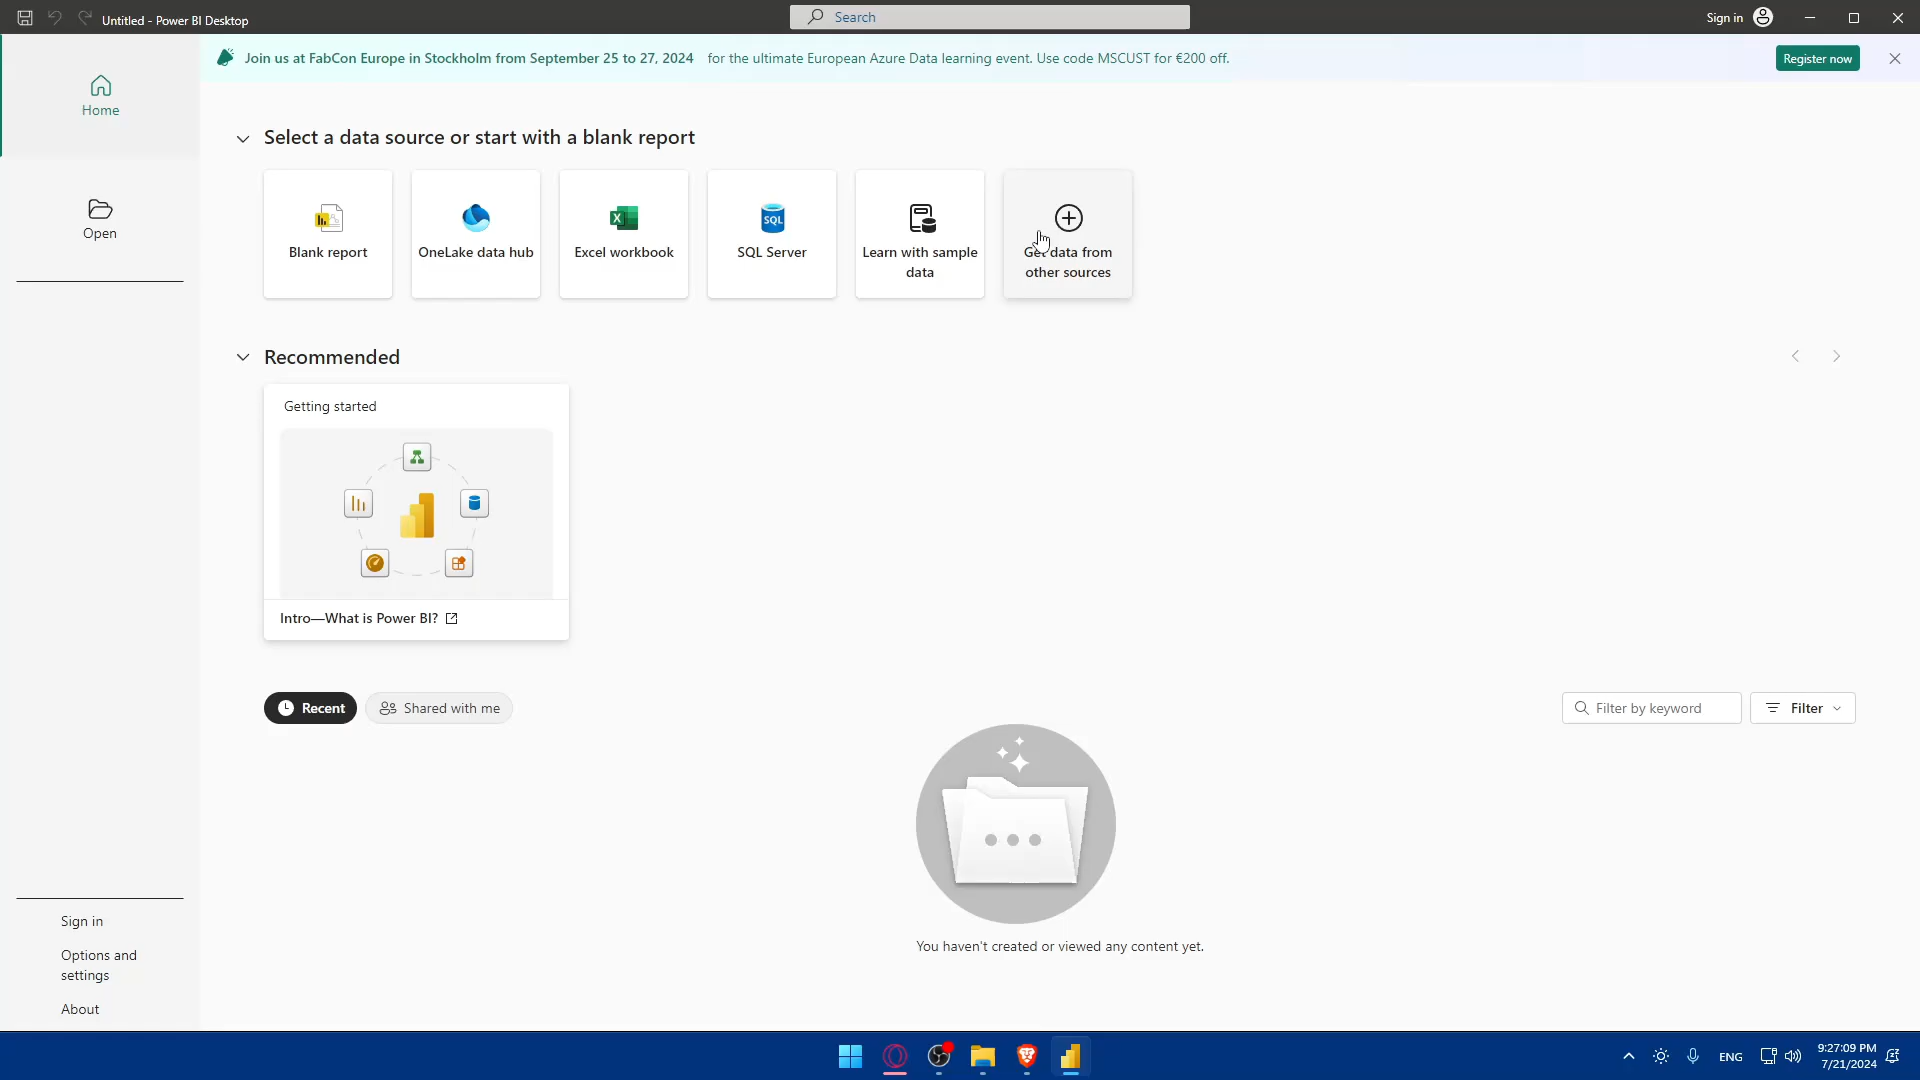 Untitled - Power BI Desktop
Search
Sign in
Join us at FabCon Europe in Stockholm from September 25 to 27, 2024 for the ultimate European Azure Data learning event. Use code MSCUST for €200 off.
Register now
Home
Open
Select a data source or start with a blank report
Blank report
OneLake data hub
Excel workbook
SQL
SQL Server
Learn with sample
data
Get data from
other sources
Recommended
Getting started
Intro—What is Power BI?
Recent
Shared with me
Filter by keyword
Filter
You haven't created or viewed any content yet.
Sign in
Options and
settings
About
ENG
9:27:09 PM
7/21/2024